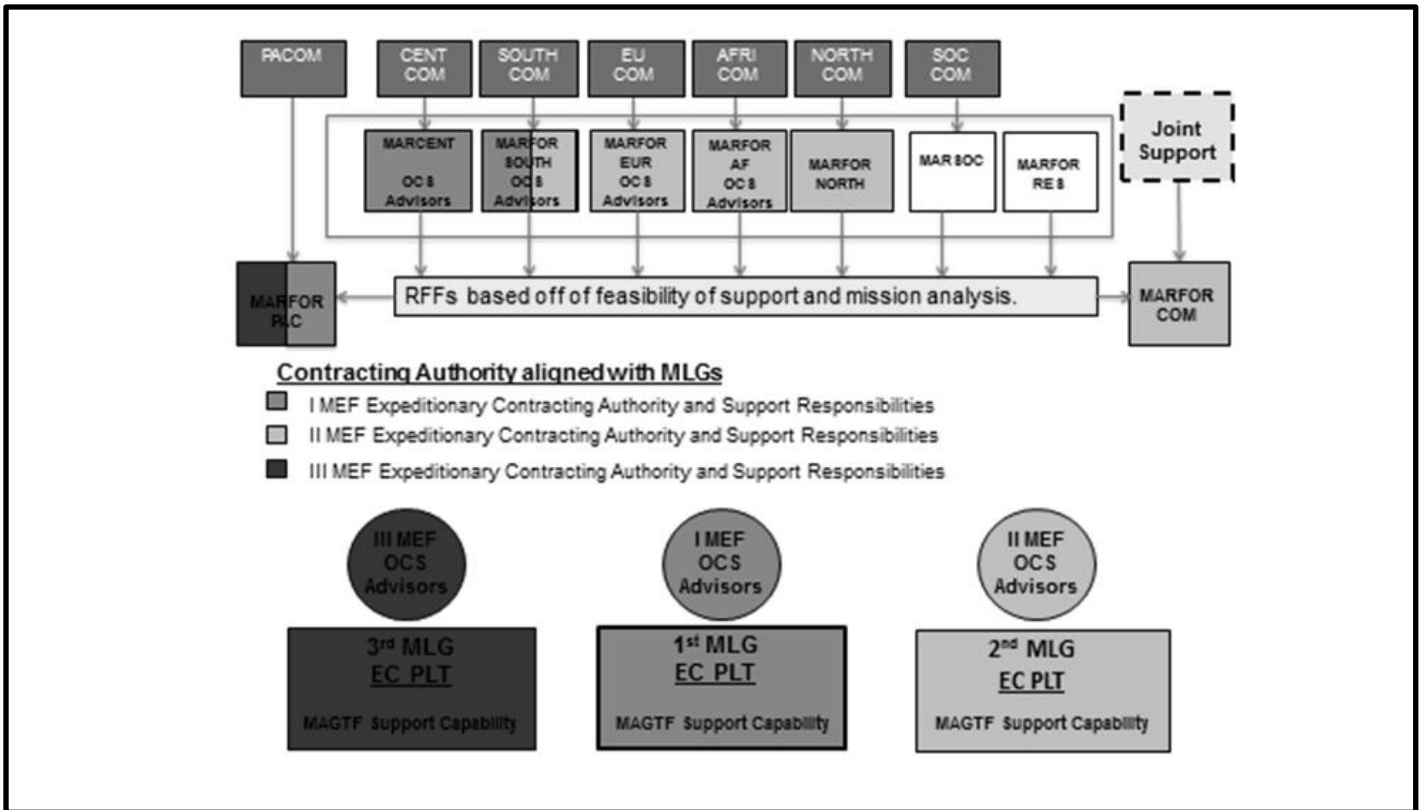 PACOM
CENT
COM
SOUTH
COM
EU
COM
AFRI
COM
NORTH
COM
SOC
COM
Joint
Support
MARCENT
OCS
Advisors
MARFOR
SOUTH
OCS
Advisors
MARFOR
EUR
OCS
Advisors
MARFOR
AF
OCS
Advisors
MARFOR
NORTH
MARSOC
MARFOR
RES
MARFOR
PAC
RFFs based off of feasibility of support and mission analysis.
MARFOR
COM
Contracting Authority aligned with MLGs
I MEF Expeditionary Contracting Authority and Support Responsibilities
II MEF Expeditionary Contracting Authority and Support Responsibilities
III MEF Expeditionary Contracting Authority and Support Responsibilities
III MEF
OCS
Advisors
I MEF
OCS
Advisors
II MEF
OCS
Advisors
3rd MLG
EC PLT
MAGTF Support Capability
1st MLG
EC PLT
MAGTF Support Capability
2nd MLG
EC PLT
MAGTF Support Capability